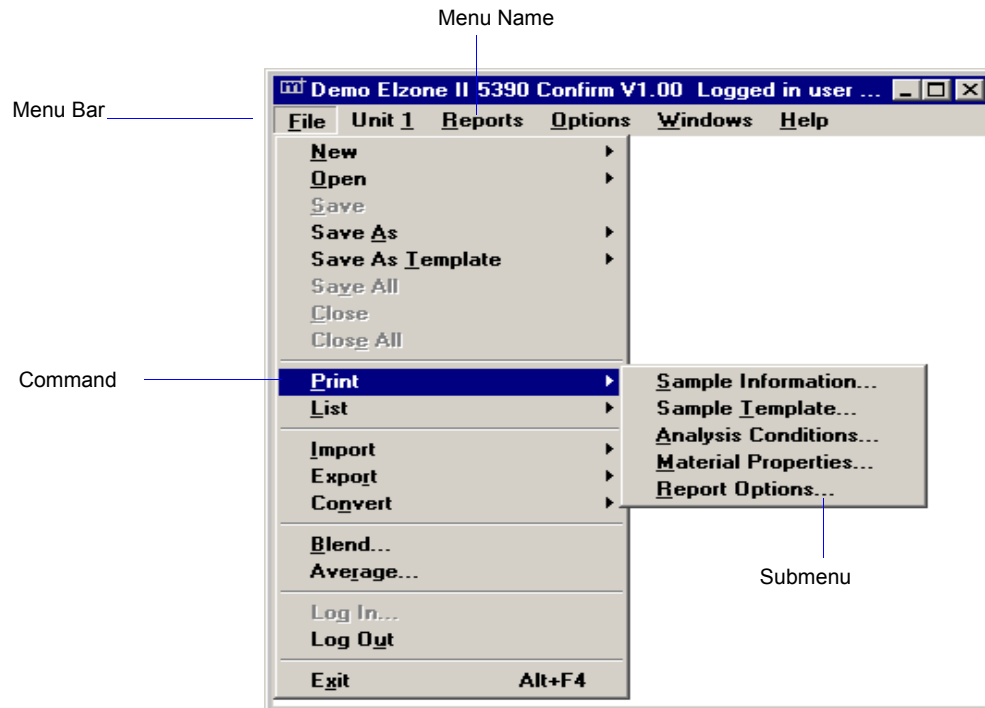 Menu Name
Demo Elzone II 5390 Confirm V1.00 Logged in user ...
Menu Bar
File Unit 1 Reports Options Windows Help
New
Open
Save
Save As
Save As Template
Save All
Close
Close All
Command
Print
Sample Information...
List
Sample Template...
Analysis Conditions...
Import
Material Properties...
Export
Report Options...
Convert
Blend...
Average...
Submenu
Log In...
Log Out
Exit Alt+F4